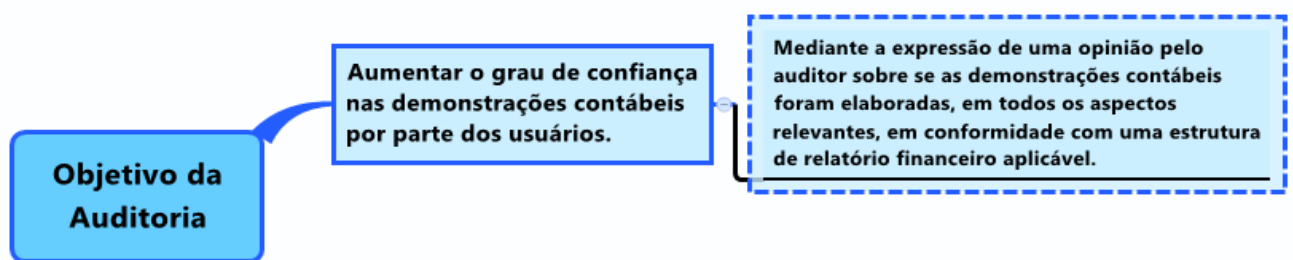 Objetivo da
Auditoria
Aumentar o grau de confiança
nas demonstrações contábeis
por parte dos usuários.
Mediante a expressão de uma opinião pelo
auditor sobre se as demonstrações contábeis
foram elaboradas, em todos os aspectos
relevantes, em conformidade com uma estrutura
de relatório financeiro aplicável.